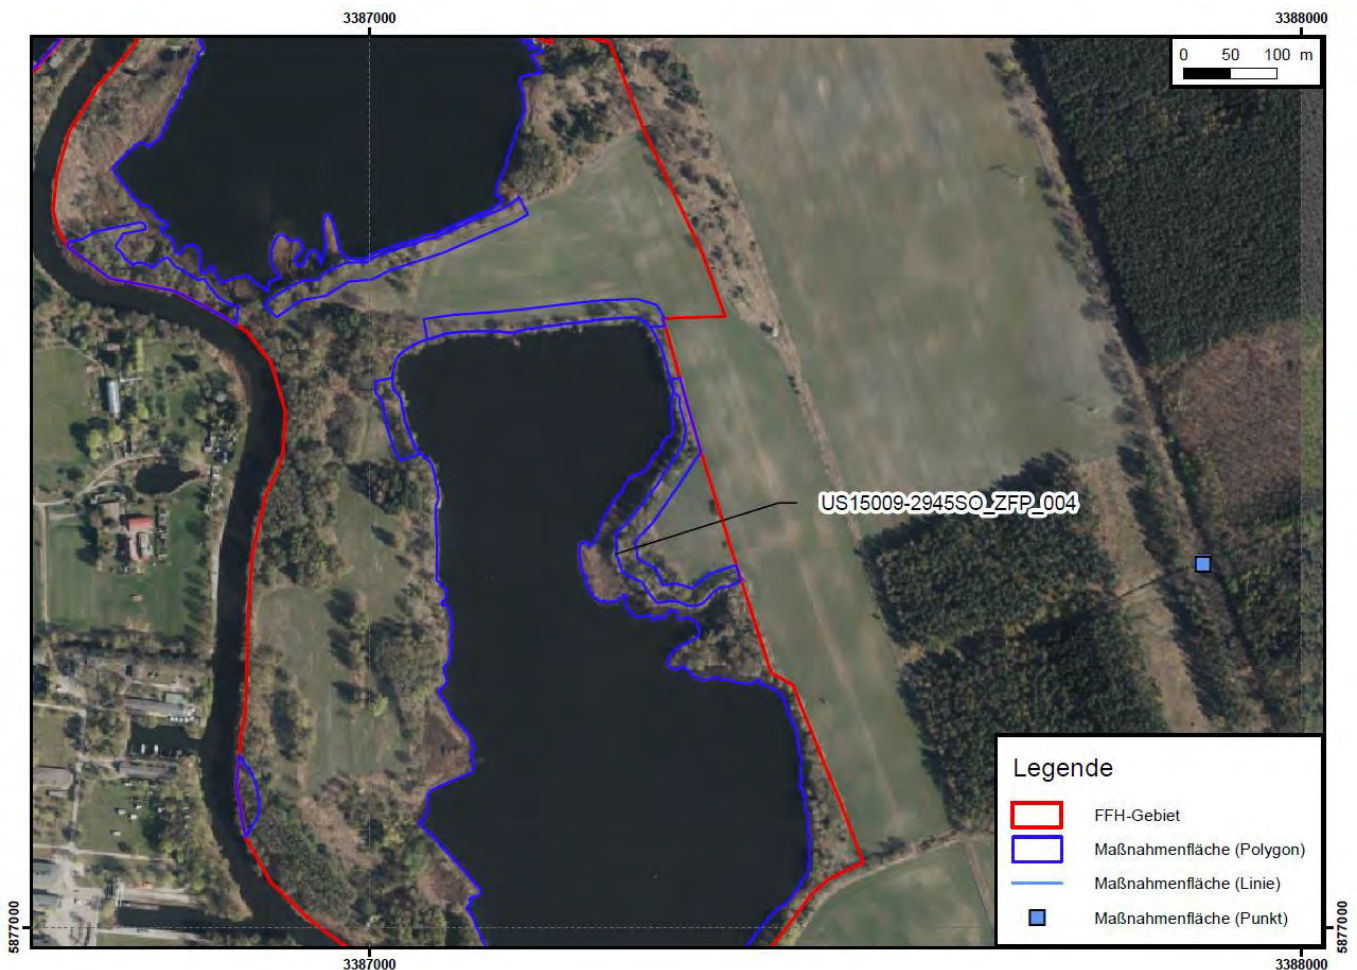 3387000 3388000
0 50 100 m
US15009-2945SO_ZFP_004
Legende
FFH-Gebiet
Maßnahmenfläche (Polygon)
Maßnahmenfläche (Linie)
Maßnahmenfläche (Punkt)
5877000 5877000
3387000 3388000